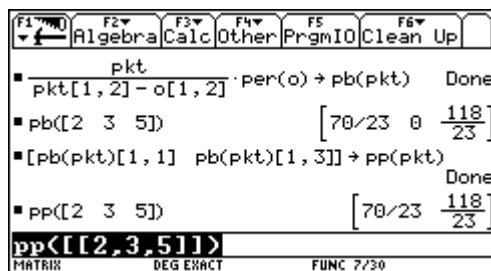 F1 F2 F3 F4 F5 F6
Algebra Calc Other PrgmIO Clean Up
pkt
▪ ───────────── · per(o) → pb(pkt) Done
pkt[1,2] - o[1,2]
▪ pb([2 3 5]) [70/23 0 118/23]
▪ [pb(pkt)[1,1] pb(pkt)[1,3]] → pp(pkt)
Done
▪ pp([2 3 5]) [70/23 118/23]
pp([[2,3,5]])
MATRIX DEG EXACT FUNC 7/30